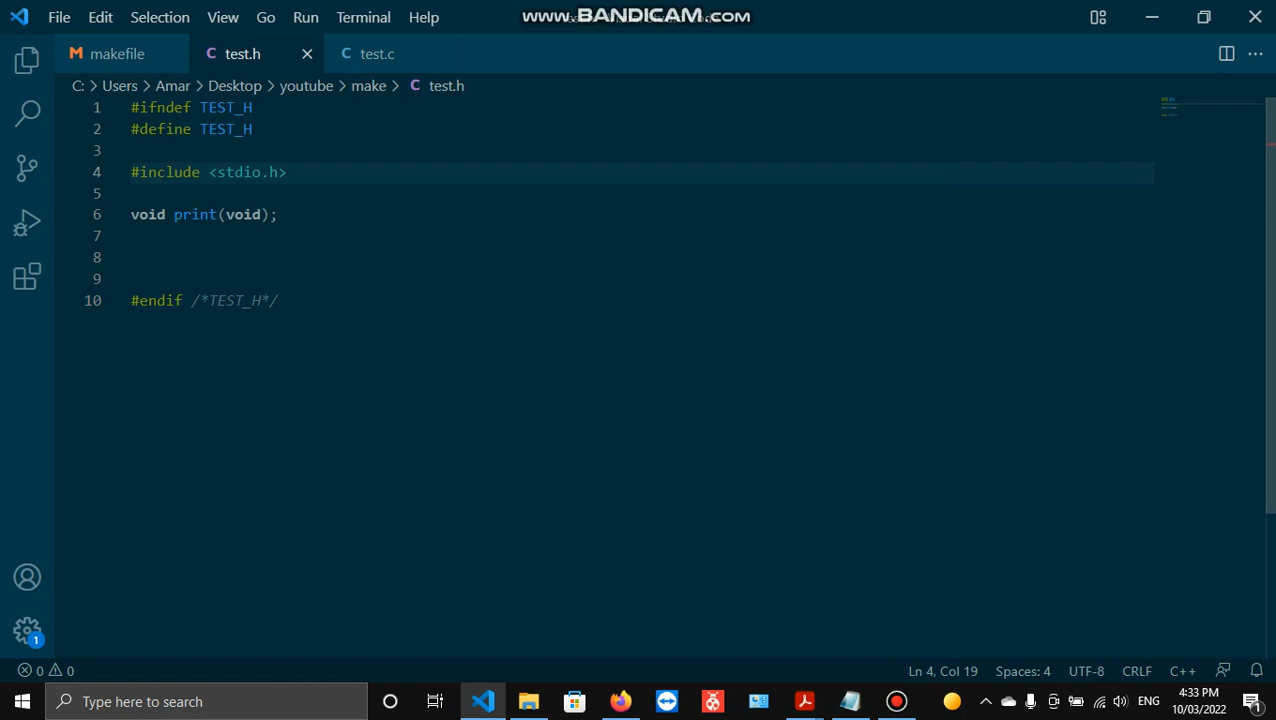 File Edit Selection View Go Run Terminal Help
www.BANDICAM.com
makefile test.h test.c
C: > Users > Amar > Desktop > youtube > make > C test.h
1 #ifndef TEST_H
2 #define TEST_H
3
4 #include <stdio.h>
5
6 void print(void);
7
8
9
10 #endif /*TEST_H*/
1
0 0 Ln 4, Col 19 Spaces: 4 UTF-8 CRLF C++
Type here to search ENG 4:33 PM
10/03/2022 1